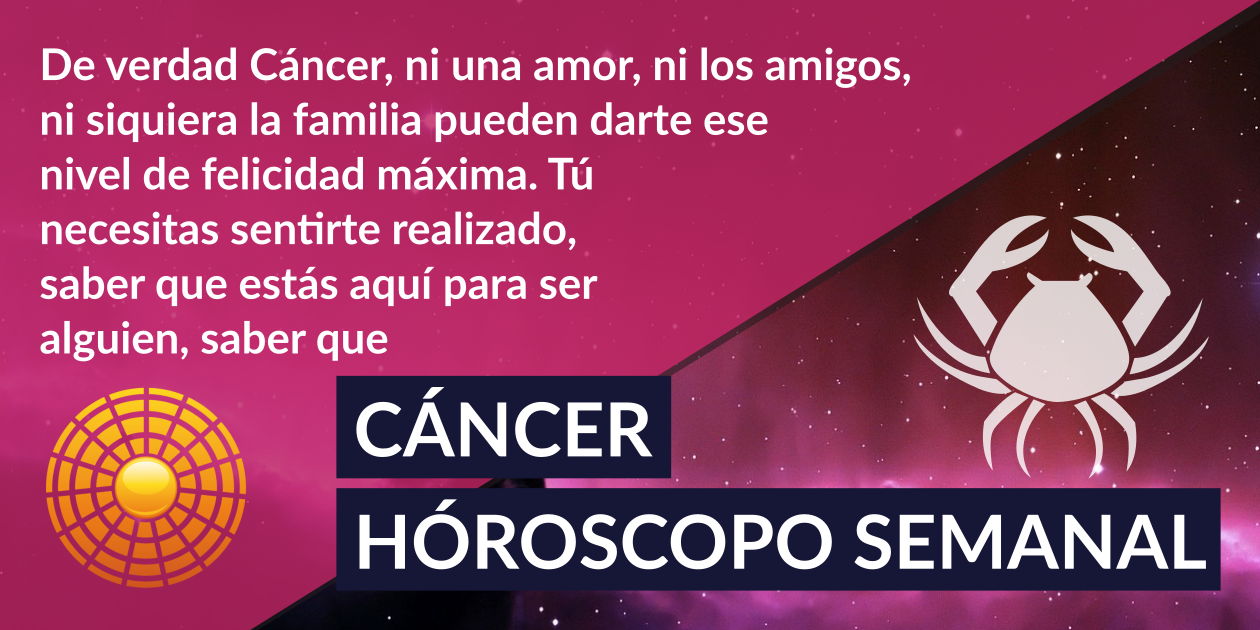 De verdad Cáncer, ni una amor, ni los amigos,
ni siquiera la familia pueden darte ese
nivel de felicidad máxima. Tú
necesitas sentirte realizado,
saber que estás aquí para ser
alguien, saber que
CÁNCER
HÓROSCOPO SEMANAL